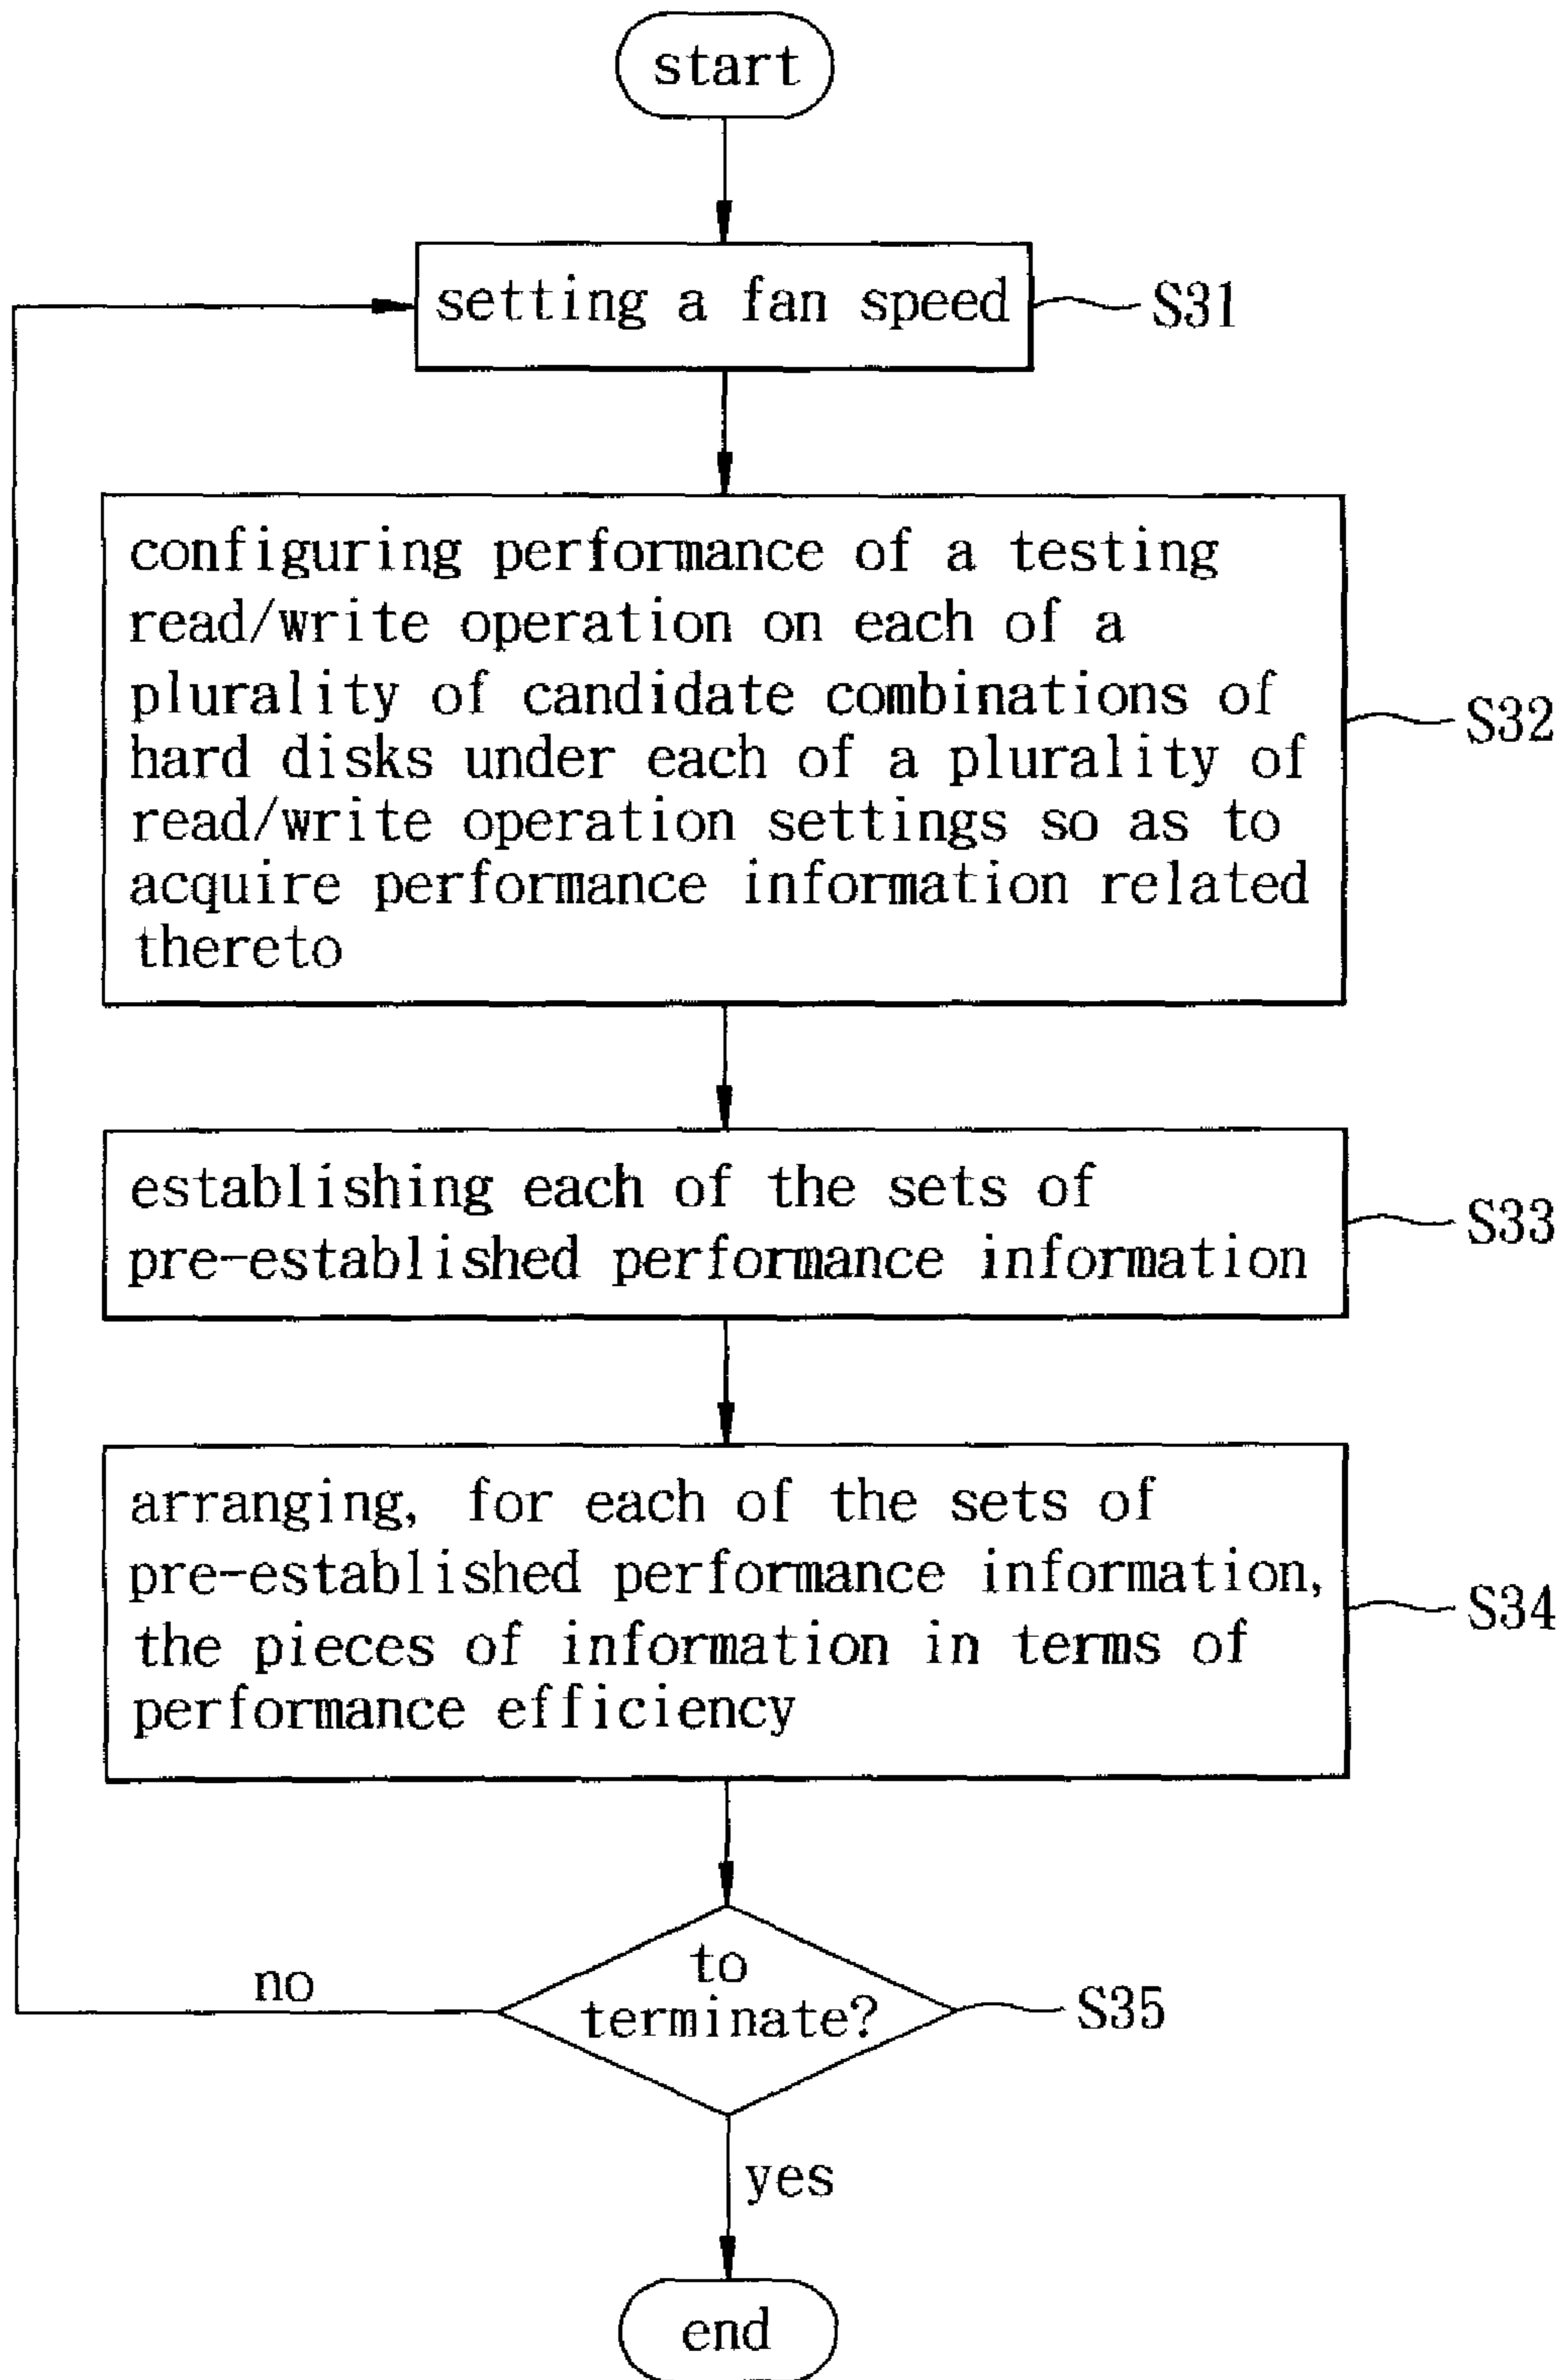 start
setting a fan speed
S31
configuring performance of a testing
read/write operation on each of a
plurality of candidate combinations of
hard disks under each of a plurality of
read/write operation settings so as to
acquire performance information related
thereto
S32
establishing each of the sets of
pre-established performance information
S33
arranging, for each of the sets of
pre-established performance information,
the pieces of information in terms of
performance efficiency
S34
to
terminate?
S35
no
yes
end